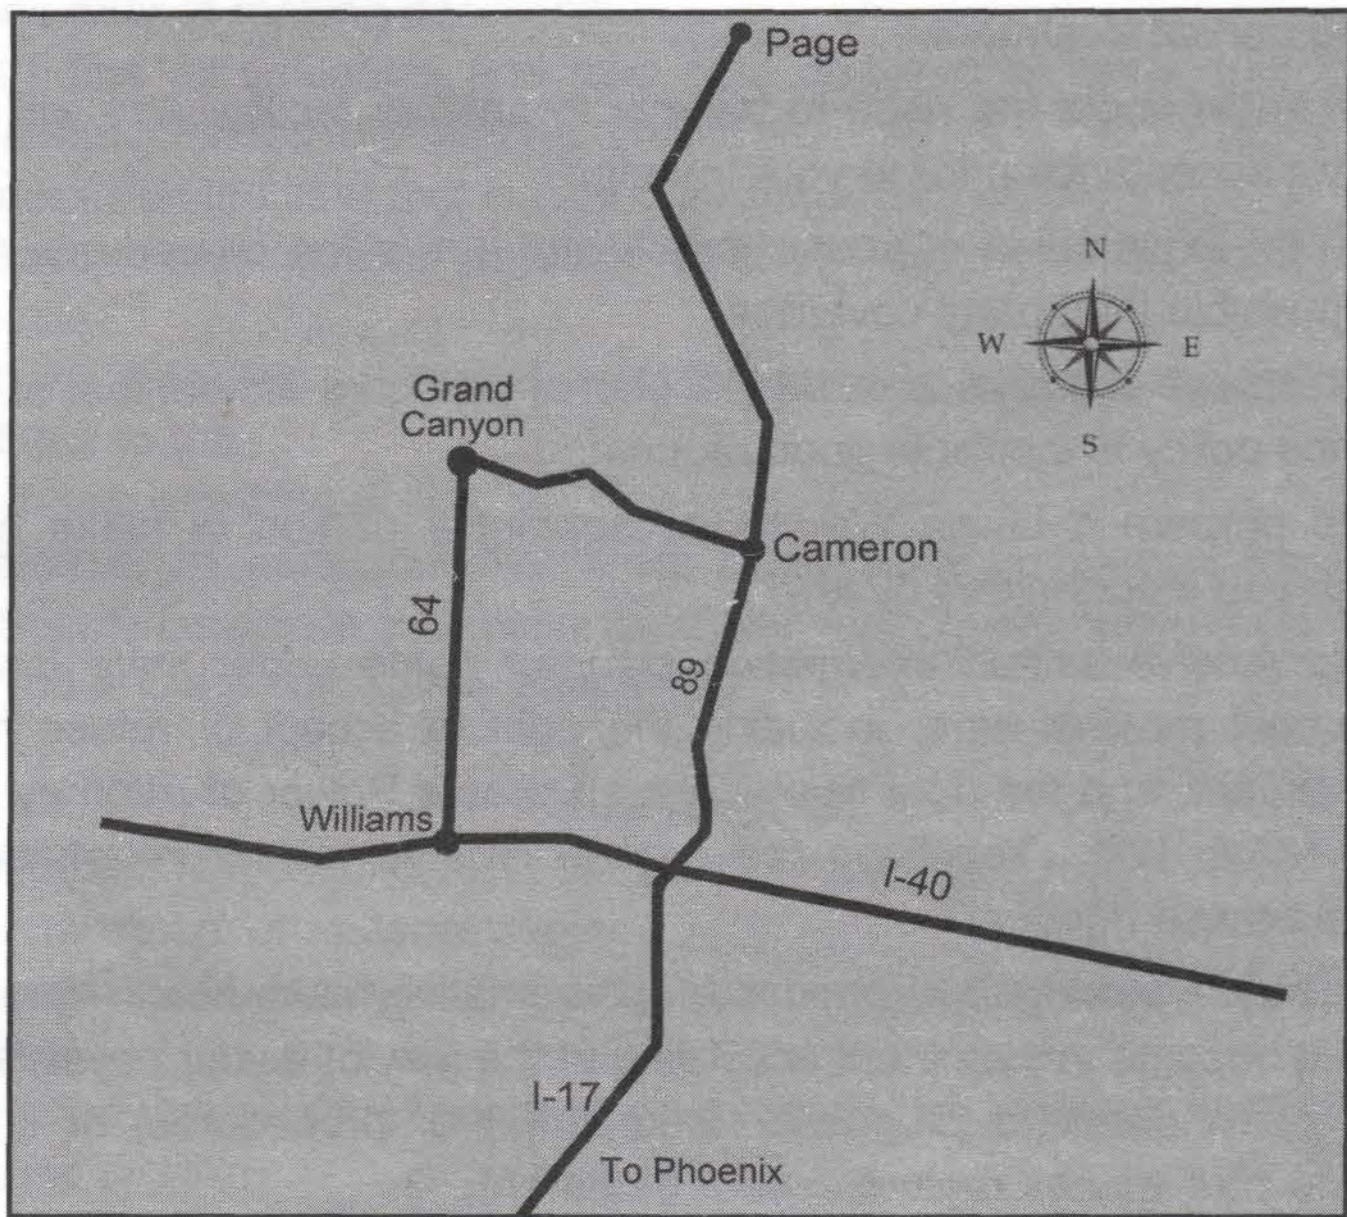 Page
N
W
E
S
Grand
Canyon
Cameron
64
89
Williams
I-40
I-17
To Phoenix